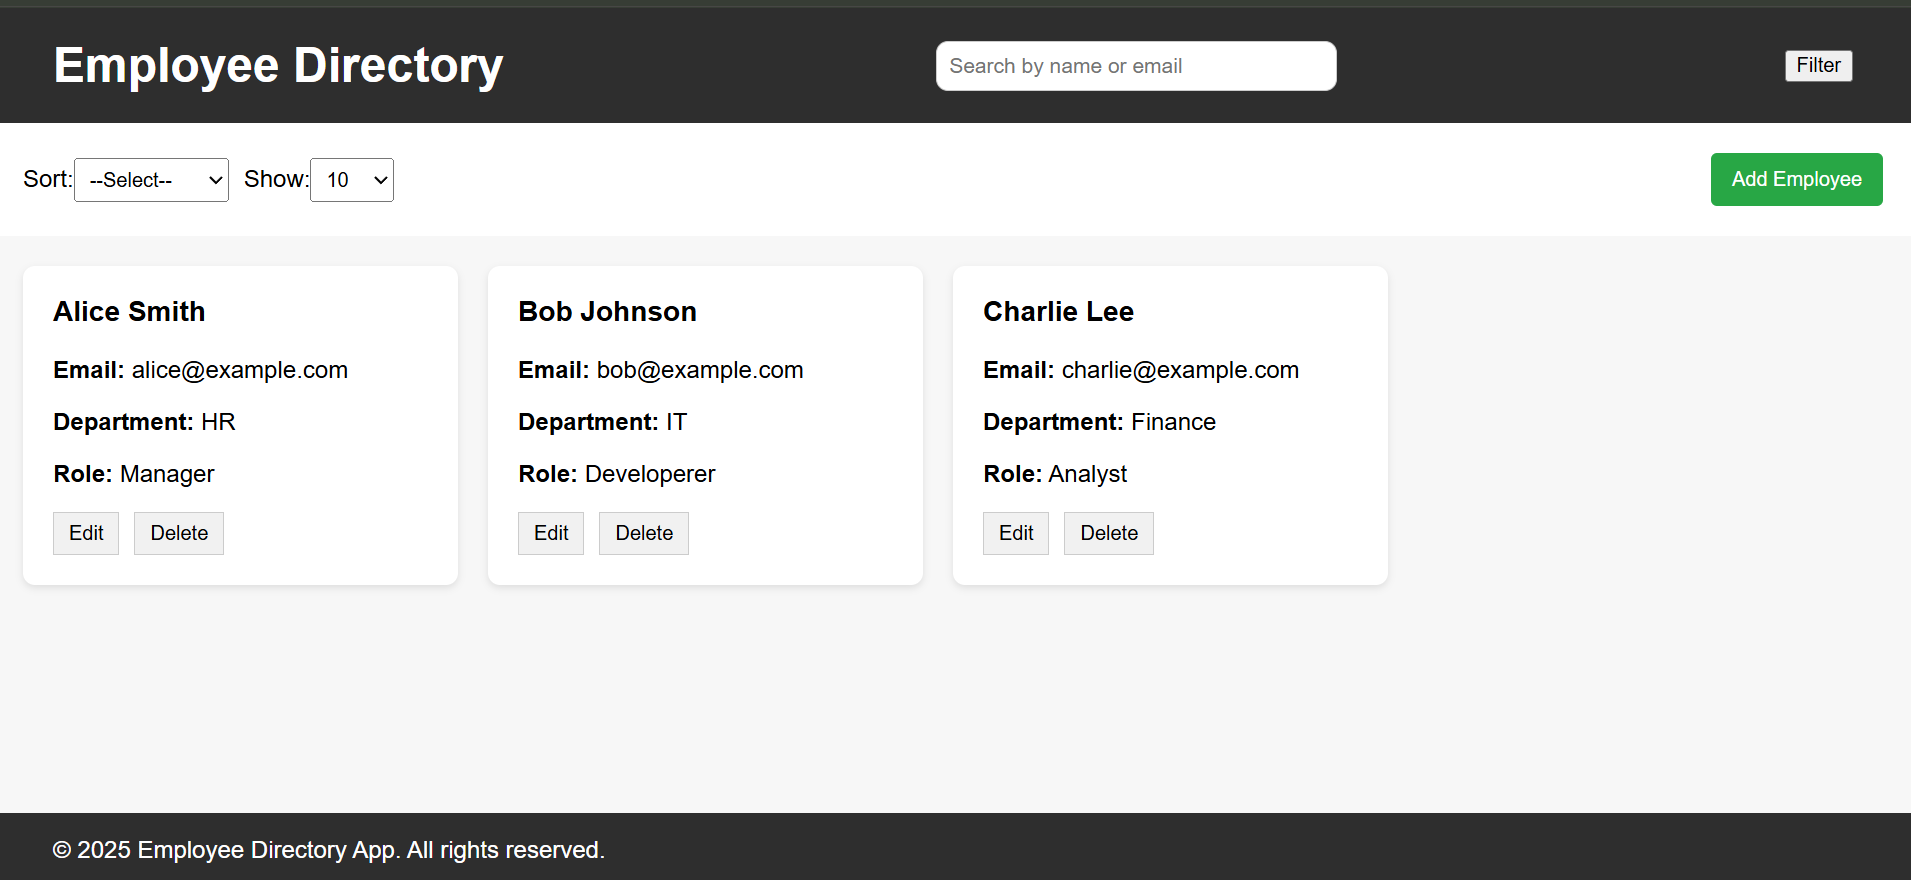 Employee Directory
Search by name or email
Filter
Sort: --Select-- Show: 10
Add Employee
Alice Smith
Email: alice@example.com
Department: HR
Role: Manager
Edit Delete
Bob Johnson
Email: bob@example.com
Department: IT
Role: Developerer
Edit Delete
Charlie Lee
Email: charlie@example.com
Department: Finance
Role: Analyst
Edit Delete
© 2025 Employee Directory App. All rights reserved.